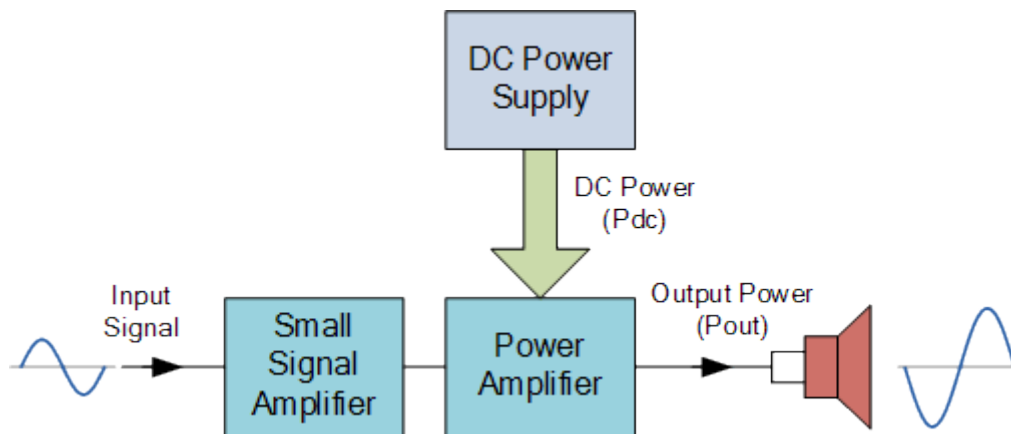 DC Power
Supply
DC Power
(Pdc)
Input
Signal
Small
Signal
Amplifier
Power
Amplifier
Output Power
(Pout)